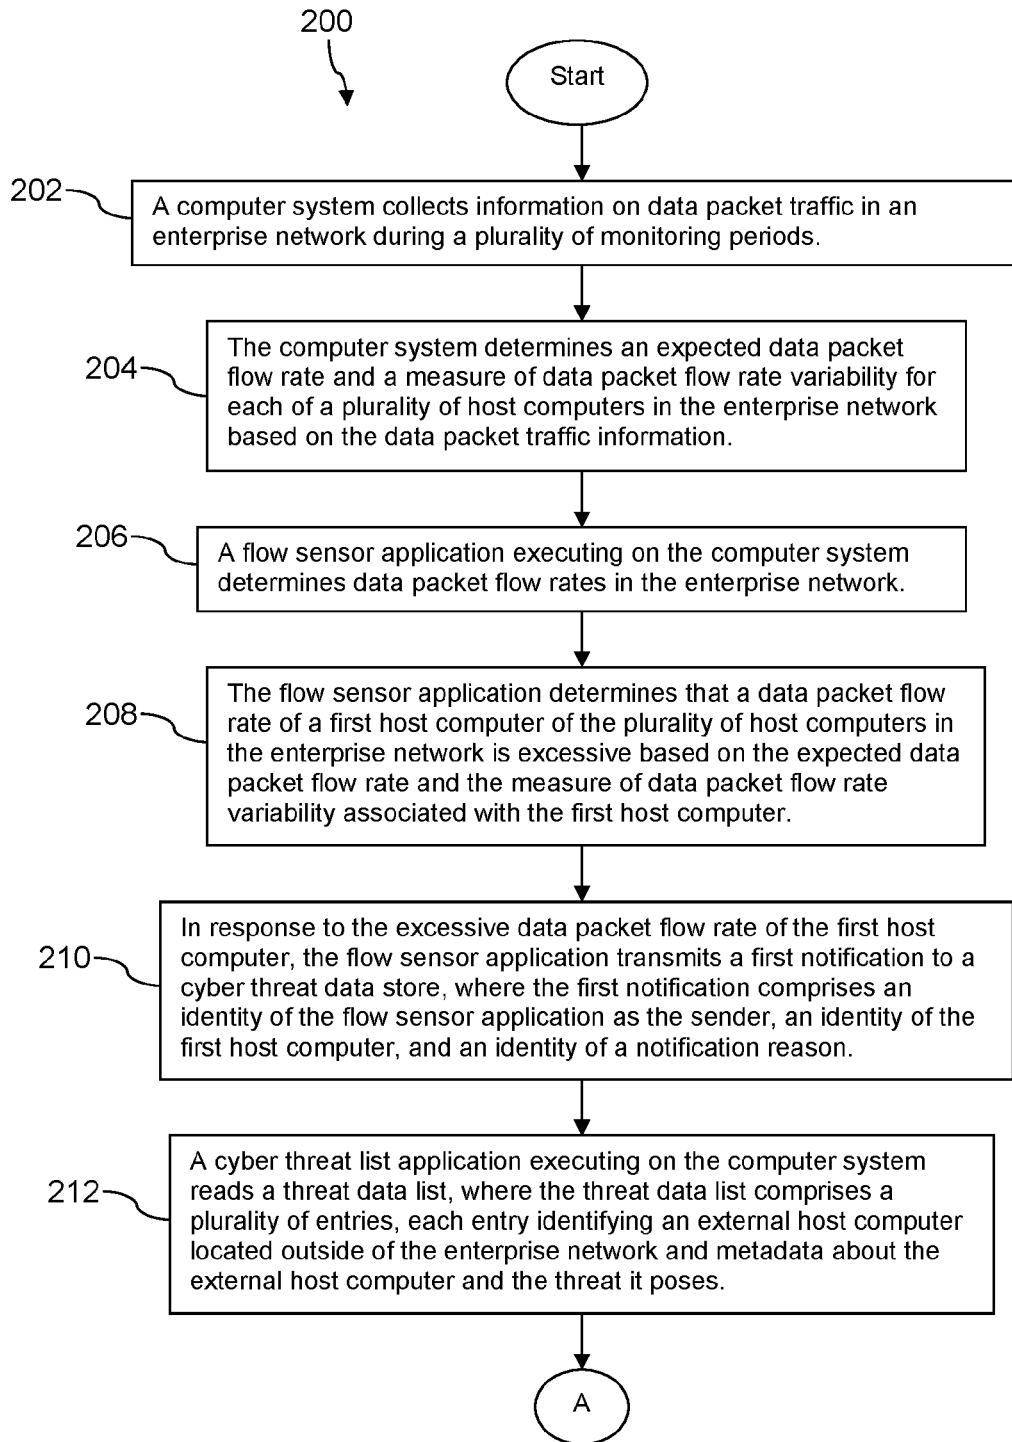 200
Start
202
A computer system collects information on data packet traffic in an
enterprise network during a plurality of monitoring periods.
204
The computer system determines an expected data packet
flow rate and a measure of data packet flow rate variability for
each of a plurality of host computers in the enterprise network
based on the data packet traffic information.
206
A flow sensor application executing on the computer system
determines data packet flow rates in the enterprise network.
208
The flow sensor application determines that a data packet flow
rate of a first host computer of the plurality of host computers in
the enterprise network is excessive based on the expected data
packet flow rate and the measure of data packet flow rate
variability associated with the first host computer.
210
In response to the excessive data packet flow rate of the first host
computer, the flow sensor application transmits a first notification to a
cyber threat data store, where the first notification comprises an
identity of the flow sensor application as the sender, an identity of the
first host computer, and an identity of a notification reason.
212
A cyber threat list application executing on the computer system
reads a threat data list, where the threat data list comprises a
plurality of entries, each entry identifying an external host computer
located outside of the enterprise network and metadata about the
external host computer and the threat it poses.
A